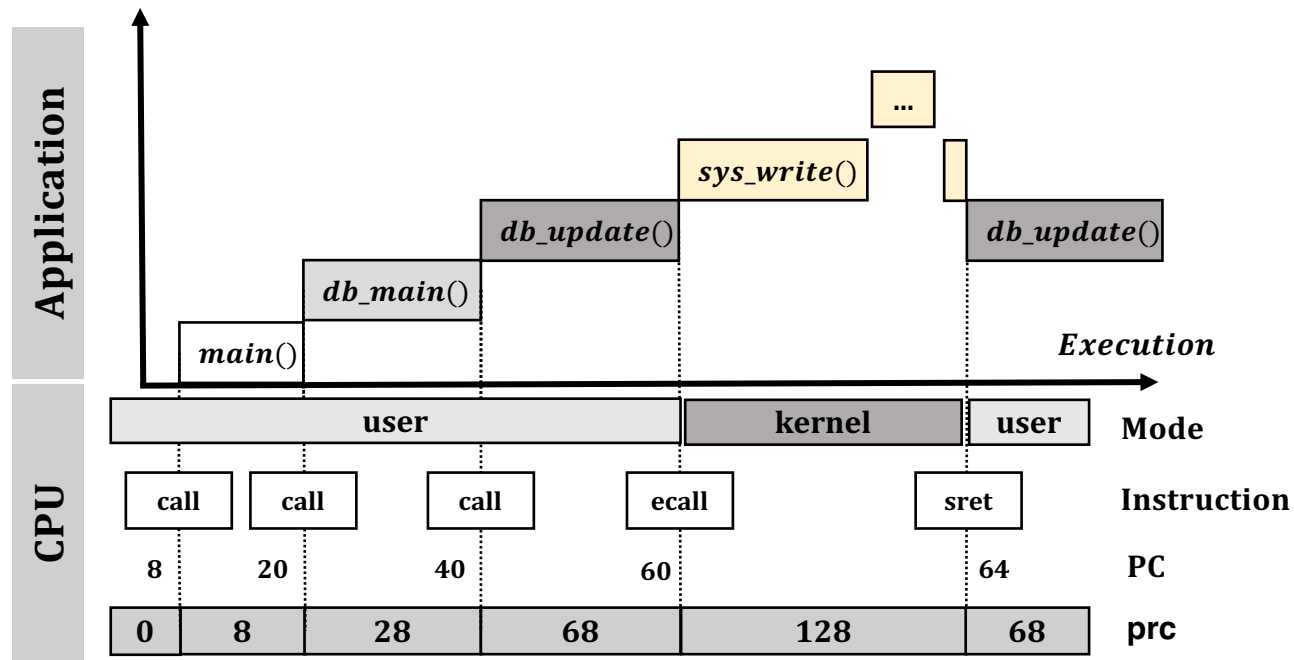 Application
...
sys_write()
db_update()
db_update()
db_main()
main()
Execution
CPU
user
kernel
user
Mode
call
call
call
ecall
sret
Instruction
8
20
40
60
64
PC
0
8
28
68
128
68
prc